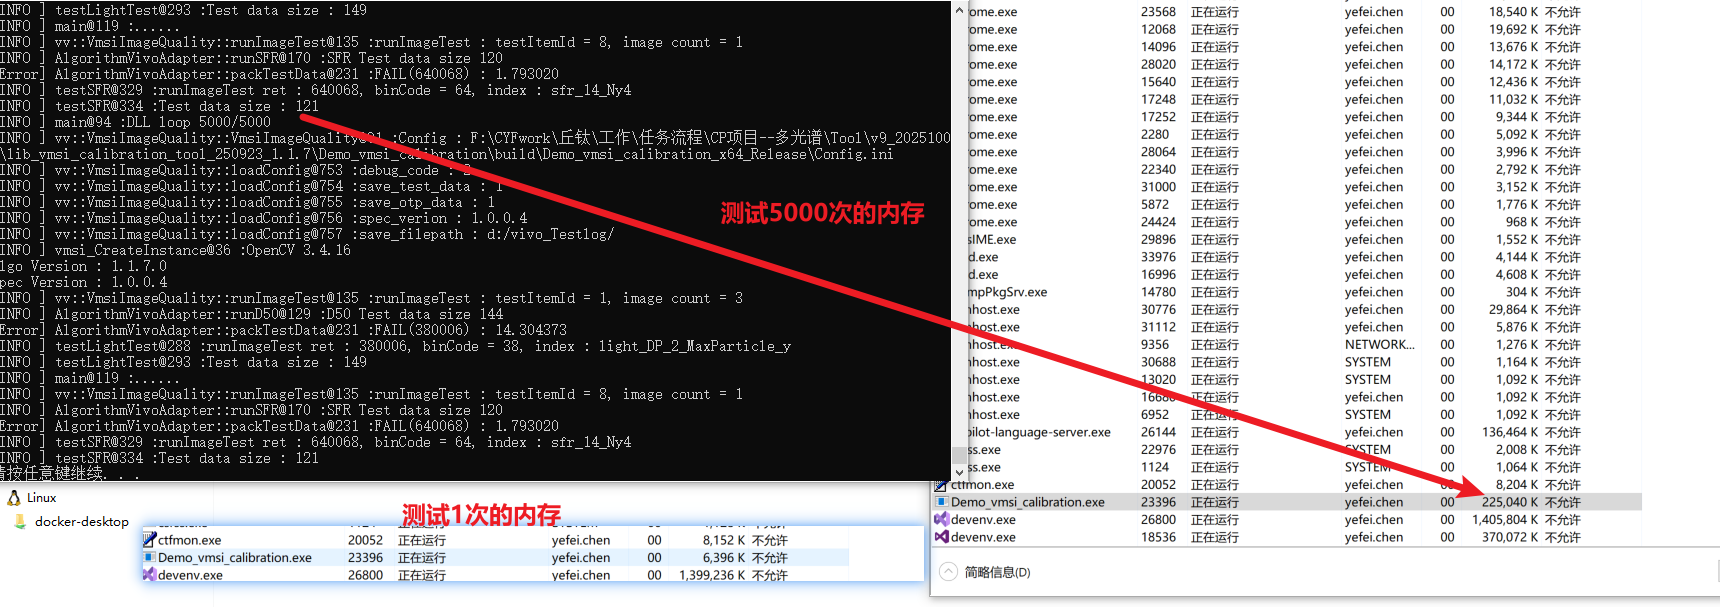 INFO ] testLightTest@293 :Test data size : 149
INFO ] main@119 :......
INFO ] vv::VmsiImageQuality::runImageTest@135 :runImageTest : testItemId = 8, image count = 1
INFO ] AlgorithmVivoAdapter::runSFR@170 :SFR Test data size 120
Error] AlgorithmVivoAdapter::packTestData@231 :FAIL(640068) : 1.793020
INFO ] testSFR@329 :runImageTest ret : 640068, binCode = 64, index : sfr_14_Ny4
INFO ] testSFR@334 :Test data size : 121
INFO ] main@94 :DLL loop 5000/5000
INFO ] vv::VmsiImageQuality::VmsiImageQuality@91 :Config : F:\CYFwork\丘钛\工作\任务流程\CP项目--多光谱\Tool\v9_2025100
\lib_vmsi_calibration_tool_250923_1.1.7\Demo_vmsi_calibration\build\Demo_vmsi_calibration_x64_Release\Config.ini
INFO ] vv::VmsiImageQuality::loadConfig@753 :debug_code : 2
INFO ] vv::VmsiImageQuality::loadConfig@754 :save_test_data : 1
INFO ] vv::VmsiImageQuality::loadConfig@755 :save_otp_data : 1
INFO ] vv::VmsiImageQuality::loadConfig@756 :spec_verion : 1.0.0.4
INFO ] vv::VmsiImageQuality::loadConfig@757 :save_filepath : d:/vivo_Testlog/
INFO ] vmsi_CreateInstance@36 :OpenCV 3.4.16
lgo Version : 1.1.7.0
pec Version : 1.0.0.4
INFO ] vv::VmsiImageQuality::runImageTest@135 :runImageTest : testItemId = 1, image count = 3
INFO ] AlgorithmVivoAdapter::runD50@129 :D50 Test data size 144
Error] AlgorithmVivoAdapter::packTestData@231 :FAIL(380006) : 14.304373
INFO ] testLightTest@288 :runImageTest ret : 380006, binCode = 38, index : light_DP_2_MaxParticle_y
INFO ] testLightTest@293 :Test data size : 149
INFO ] main@119 :......
INFO ] vv::VmsiImageQuality::runImageTest@135 :runImageTest : testItemId = 8, image count = 1
INFO ] AlgorithmVivoAdapter::runSFR@170 :SFR Test data size 120
Error] AlgorithmVivoAdapter::packTestData@231 :FAIL(640068) : 1.793020
INFO ] testSFR@329 :runImageTest ret : 640068, binCode = 64, index : sfr_14_Ny4
INFO ] testSFR@334 :Test data size : 121
请按任意键继续. . .
测试5000次的内存
rome.exe 23568 正在运行 yefei.chen 00 18,540 K 不允许
rome.exe 12068 正在运行 yefei.chen 00 19,692 K 不允许
rome.exe 14096 正在运行 yefei.chen 00 13,676 K 不允许
rome.exe 28020 正在运行 yefei.chen 00 14,172 K 不允许
rome.exe 15640 正在运行 yefei.chen 00 12,436 K 不允许
rome.exe 17248 正在运行 yefei.chen 00 11,032 K 不允许
rome.exe 17252 正在运行 yefei.chen 00 9,344 K 不允许
rome.exe 2280 正在运行 yefei.chen 00 5,092 K 不允许
rome.exe 28064 正在运行 yefei.chen 00 3,996 K 不允许
rome.exe 22340 正在运行 yefei.chen 00 2,792 K 不允许
rome.exe 31000 正在运行 yefei.chen 00 3,152 K 不允许
rome.exe 5872 正在运行 yefei.chen 00 1,776 K 不允许
rome.exe 24424 正在运行 yefei.chen 00 968 K 不允许
sIME.exe 29896 正在运行 yefei.chen 00 1,552 K 不允许
d.exe 33976 正在运行 yefei.chen 00 4,144 K 不允许
d.exe 16996 正在运行 yefei.chen 00 4,608 K 不允许
mpPkgSrv.exe 14780 正在运行 yefei.chen 00 304 K 不允许
nhost.exe 30776 正在运行 yefei.chen 00 29,864 K 不允许
nhost.exe 31112 正在运行 yefei.chen 00 5,876 K 不允许
nhost.exe 9356 正在运行 NETWORK... 00 1,276 K 不允许
nhost.exe 30688 正在运行 SYSTEM 00 1,164 K 不允许
nhost.exe 13020 正在运行 SYSTEM 00 1,092 K 不允许
nhost.exe 16680 正在运行 yefei.chen 00 1,092 K 不允许
nhost.exe 6952 正在运行 SYSTEM 00 1,092 K 不允许
pilot-language-server.exe 26144 正在运行 yefei.chen 00 136,464 K 不允许
ss.exe 22976 正在运行 SYSTEM 00 2,008 K 不允许
ss.exe 1124 正在运行 SYSTEM 00 1,064 K 不允许
ctfmon.exe 20052 正在运行 yefei.chen 00 8,204 K 不允许
Demo_vmsi_calibration.exe 23396 正在运行 yefei.chen 00 225,040 K 不允许
devenv.exe 26800 正在运行 yefei.chen 00 1,405,804 K 不允许
devenv.exe 18536 正在运行 yefei.chen 00 370,072 K 不允许
简略信息(D)
Linux
docker-desktop
测试1次的内存
ctfmon.exe 20052 正在运行 yefei.chen 00 8,152 K 不允许
Demo_vmsi_calibration.exe 23396 正在运行 yefei.chen 00 6,396 K 不允许
devenv.exe 26800 正在运行 yefei.chen 00 1,399,236 K 不允许